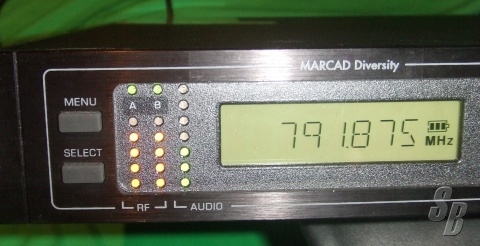 MARCAD Diversity
MENU
A B
791.875 MHz
SELECT
RF AUDIO
SB